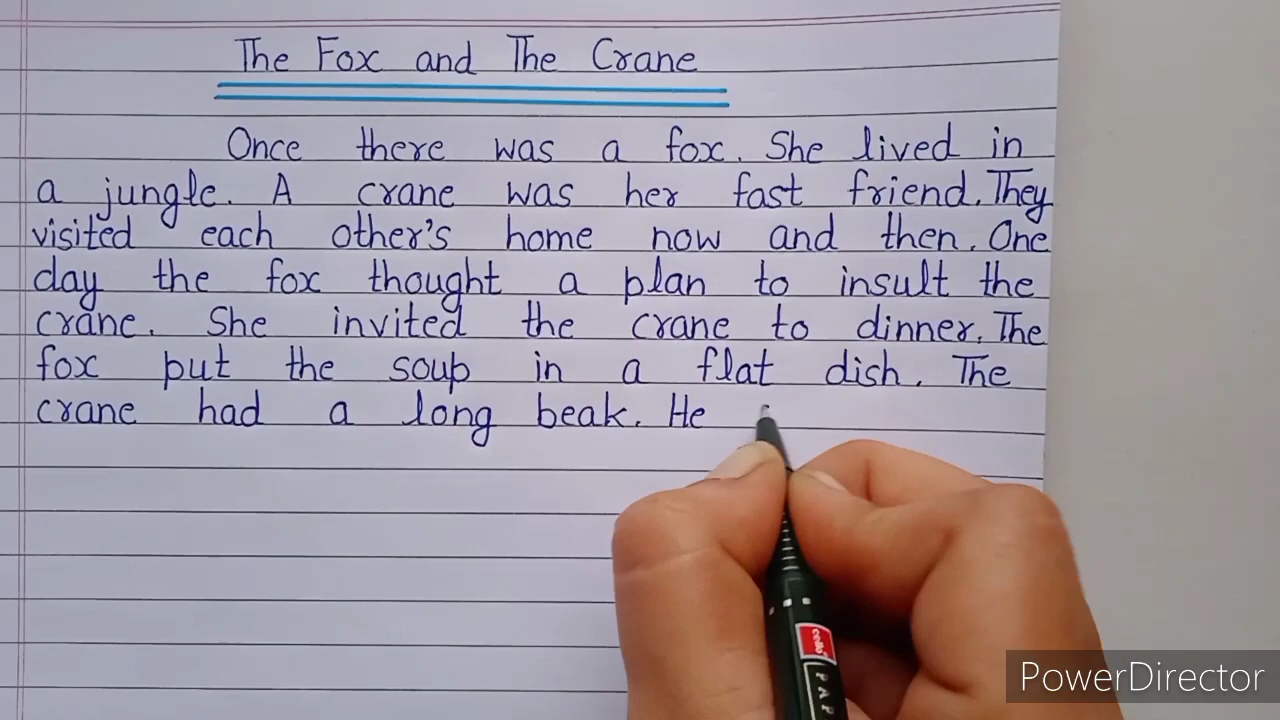 The Fox and The Crane
Once there was a fox. She lived in
a jungle. A crane was her fast friend. They
visited each other's home now and then. One
day the fox thought a plan to insult the
crane. She invited the crane to dinner. The
fox put the soup in a flat dish. The
crane had a long beak. He
cello PAP
PowerDirector